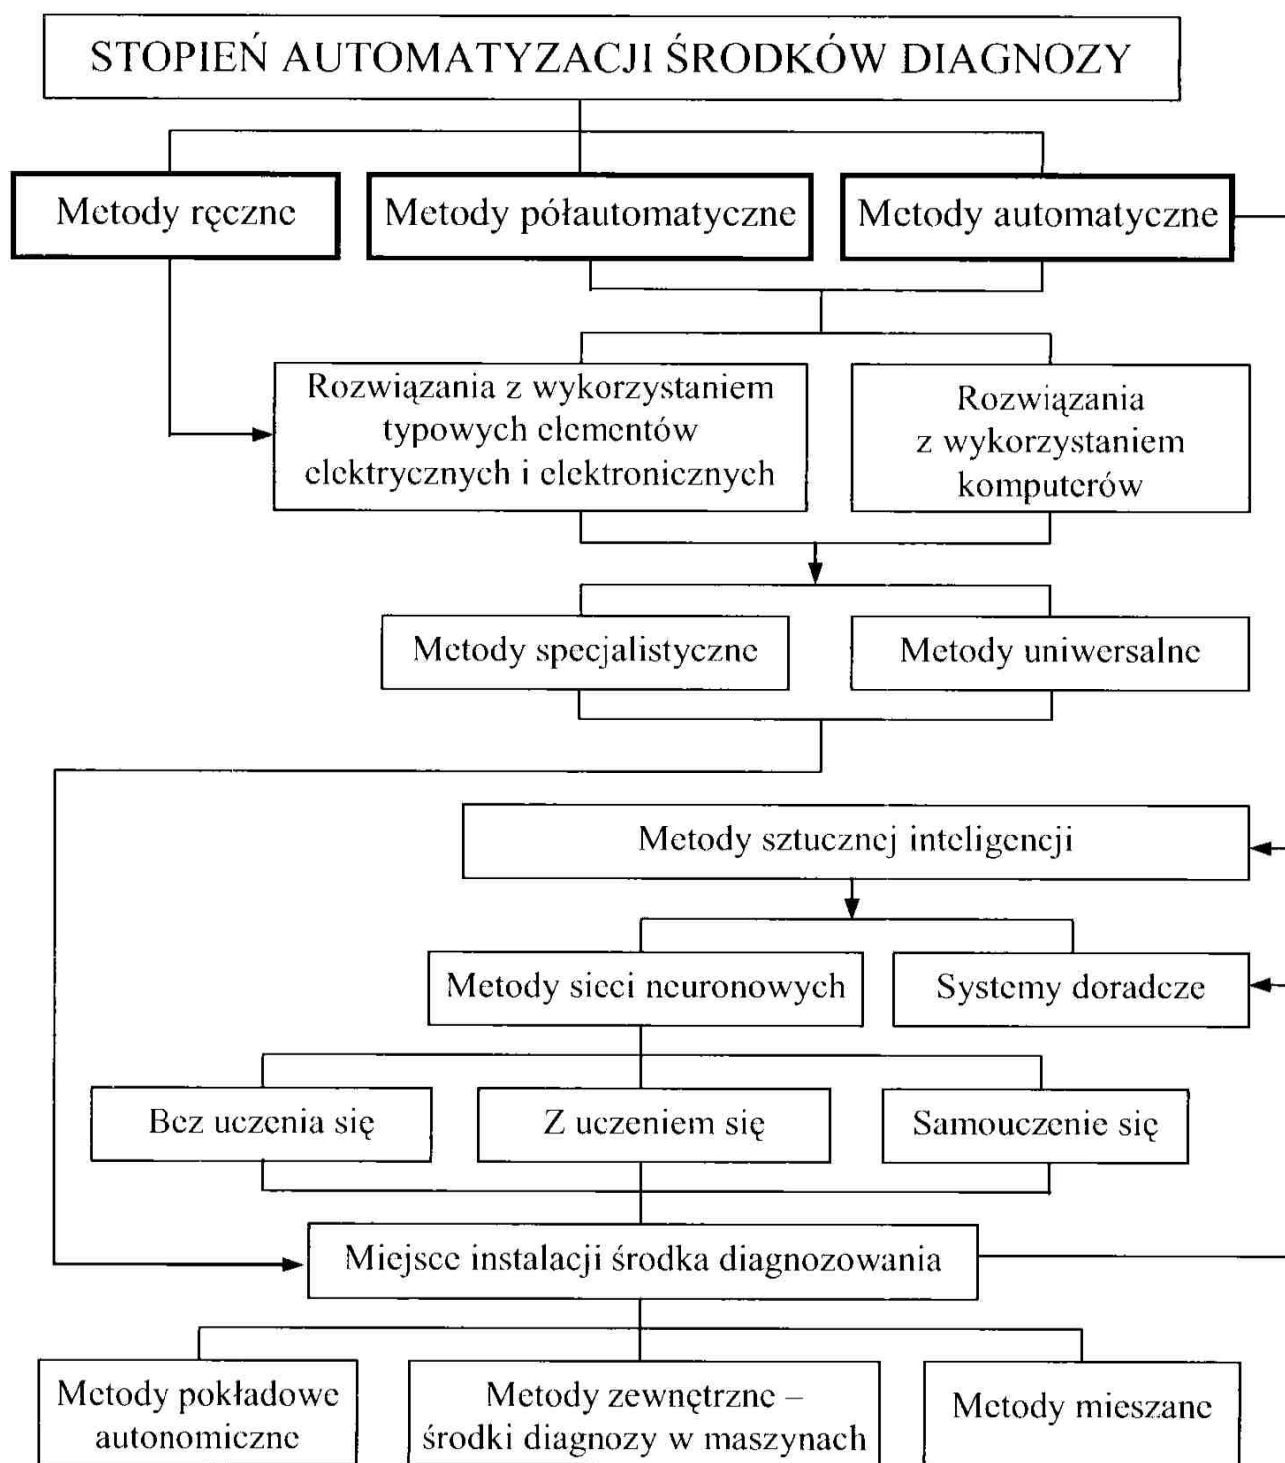 STOPIEŃ AUTOMATYZACJI ŚRODKÓW DIAGNOZY
Metody ręczne
Metody półautomatyczne
Metody automatyczne
Rozwiązania z wykorzystaniem
typowych elementów
elektrycznych i elektronicznych
Rozwiązania
z wykorzystaniem
komputerów
Metody specjalistyczne
Metody uniwersalne
Metody sztucznej inteligencji
Metody sieci neuronowych
Systemy doradcze
Bez uczenia się
Z uczeniem się
Samouczenie się
Miejsce instalacji środka diagnozowania
Metody pokładowe
autonomiczne
Metody zewnętrzne –
środki diagnozy w maszynach
Metody mieszane